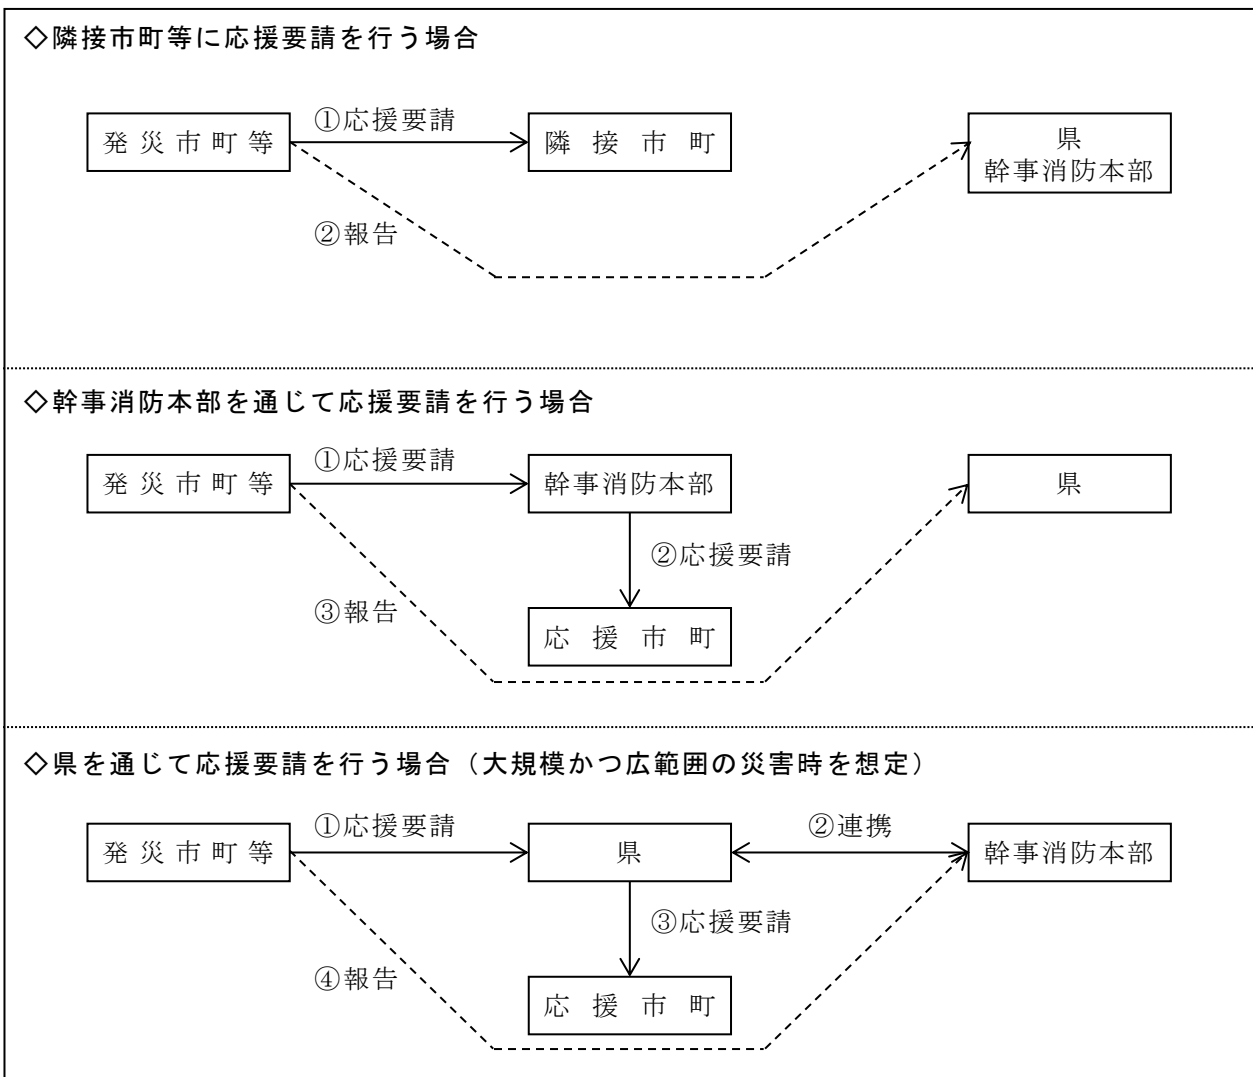 ◇隣接市町等に応援要請を行う場合
発災市町等
①応援要請
隣接市町
県
幹事消防本部
②報告
◇幹事消防本部を通じて応援要請を行う場合
発災市町等
①応援要請
幹事消防本部
県
②応援要請
③報告
応援市町
◇県を通じて応援要請を行う場合（大規模かつ広範囲の災害時を想定）
発災市町等
①応援要請
県
②連携
幹事消防本部
③応援要請
④報告
応援市町